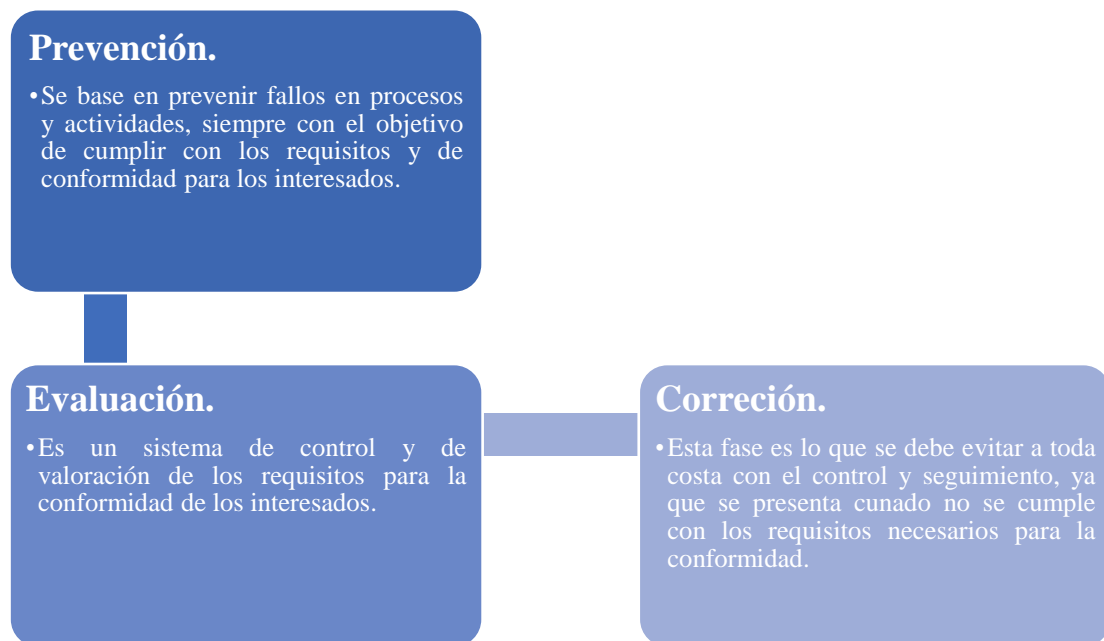 Prevención.
•Se base en prevenir fallos en procesos
y actividades, siempre con el objetivo
de cumplir con los requisitos y de
conformidad para los interesados.
Evaluación.
•Es un sistema de control y de
valoración de los requisitos para la
conformidad de los interesados.
Correción.
•Esta fase es lo que se debe evitar a toda
costa con el control y seguimiento, ya
que se presenta cunado no se cumple
con los requisitos necesarios para la
conformidad.